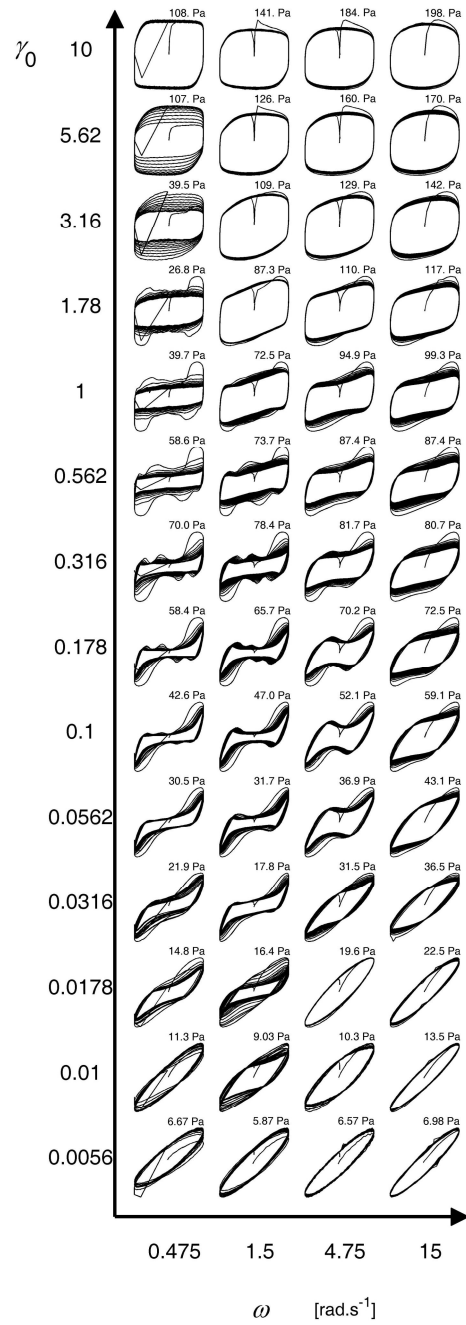 108. Pa 141. Pa 184. Pa 198. Pa
γ0 10
107. Pa 126. Pa 160. Pa 170. Pa
5.62
39.5 Pa 109. Pa 129. Pa 142. Pa
3.16
26.8 Pa 87.3 Pa 110. Pa 117. Pa
1.78
39.7 Pa 72.5 Pa 94.9 Pa 99.3 Pa
1
58.6 Pa 73.7 Pa 87.4 Pa 87.4 Pa
0.562
70.0 Pa 78.4 Pa 81.7 Pa 80.7 Pa
0.316
58.4 Pa 65.7 Pa 70.2 Pa 72.5 Pa
0.178
42.6 Pa 47.0 Pa 52.1 Pa 59.1 Pa
0.1
30.5 Pa 31.7 Pa 36.9 Pa 43.1 Pa
0.0562
21.9 Pa 17.8 Pa 31.5 Pa 36.5 Pa
0.0316
14.8 Pa 16.4 Pa 19.6 Pa 22.5 Pa
0.0178
11.3 Pa 9.03 Pa 10.3 Pa 13.5 Pa
0.01
6.67 Pa 5.87 Pa 6.57 Pa 6.98 Pa
0.0056
0.475 1.5 4.75 15
ω [rad.s⁻¹]